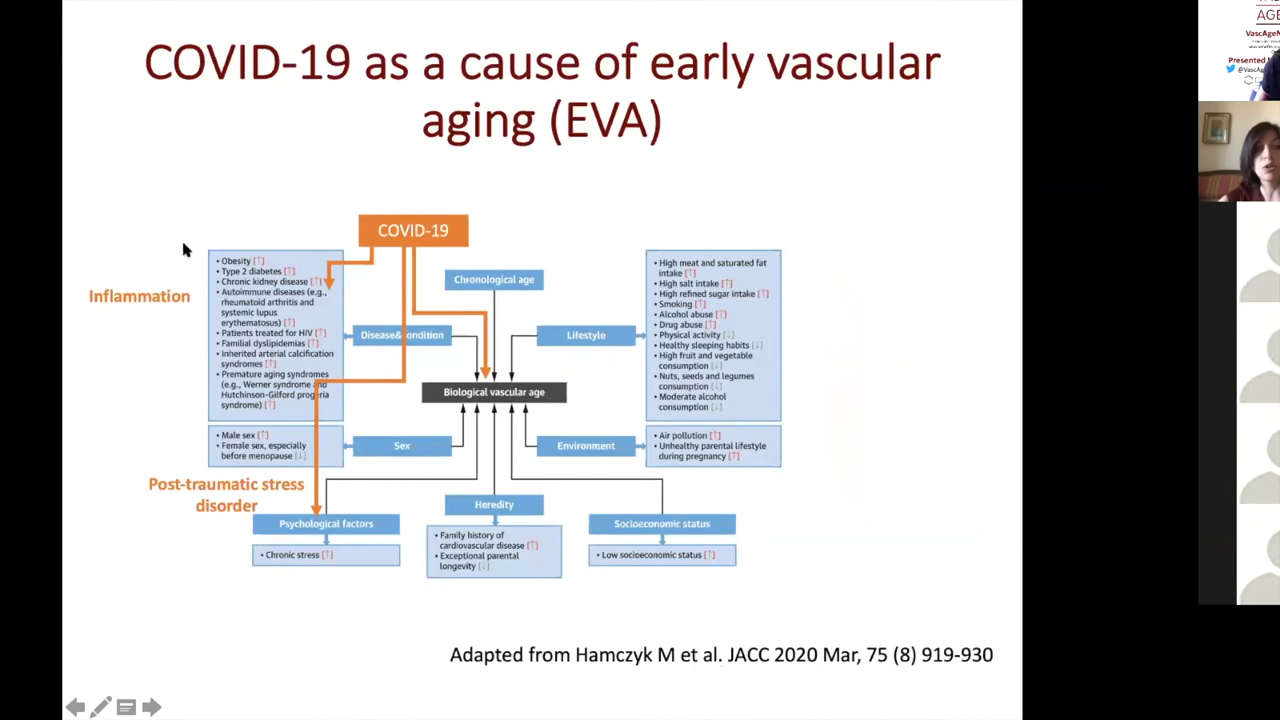 COVID-19 as a cause of early vascular
aging (EVA)
COVID-19
Inflammation
• Obesity [↑]
• Type 2 diabetes [↑]
• Chronic kidney disease [↑]
• Autoimmune diseases (e.g.,
rheumatoid arthritis and
systemic lupus
erythematosus) [↑]
• Patients treated for HIV [↑]
• Familial dyslipidemias [↑]
• Inherited arterial calcification
syndromes [↑]
• Premature aging syndromes
(e.g., Werner syndrome and
Hutchinson-Gilford progeria
syndrome) [↑]
Chronological age
Disease&condition
Lifestyle
• High meat and saturated fat
intake [↑]
• High salt intake [↑]
• High refined sugar intake [↑]
• Smoking [↑]
• Alcohol abuse [↑]
• Drug abuse [↑]
• Physical activity [↓]
• Healthy sleeping habits [↓]
• High fruit and vegetable
consumption [↓]
• Nuts, seeds and legumes
consumption [↓]
• Moderate alcohol
consumption [↓]
Biological vascular age
• Male sex [↑]
• Female sex, especially
before menopause [↓]
Sex
Environment
• Air pollution [↑]
• Unhealthy parental lifestyle
during pregnancy [↑]
Post-traumatic stress
disorder
Psychological factors
• Chronic stress [↑]
Heredity
• Family history of
cardiovascular disease [↑]
• Exceptional parental
longevity [↓]
Socioeconomic status
• Low socioeconomic status [↑]
Adapted from Hamczyk M et al. JACC 2020 Mar, 75 (8) 919-930
AGE
VascAgeN
Presented
@VascAg